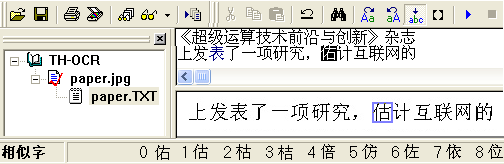 abc
TH-OCR
paper.jpg
paper.TXT
《超级运算技术前沿与创新》杂志
上发表了一项研究，估计互联网的
上发表了一项研究，估计互联网的
相似字 0 佑 1 估 2 枯 3 桔 4 倍 5 仿 6 佐 7 依 8 位